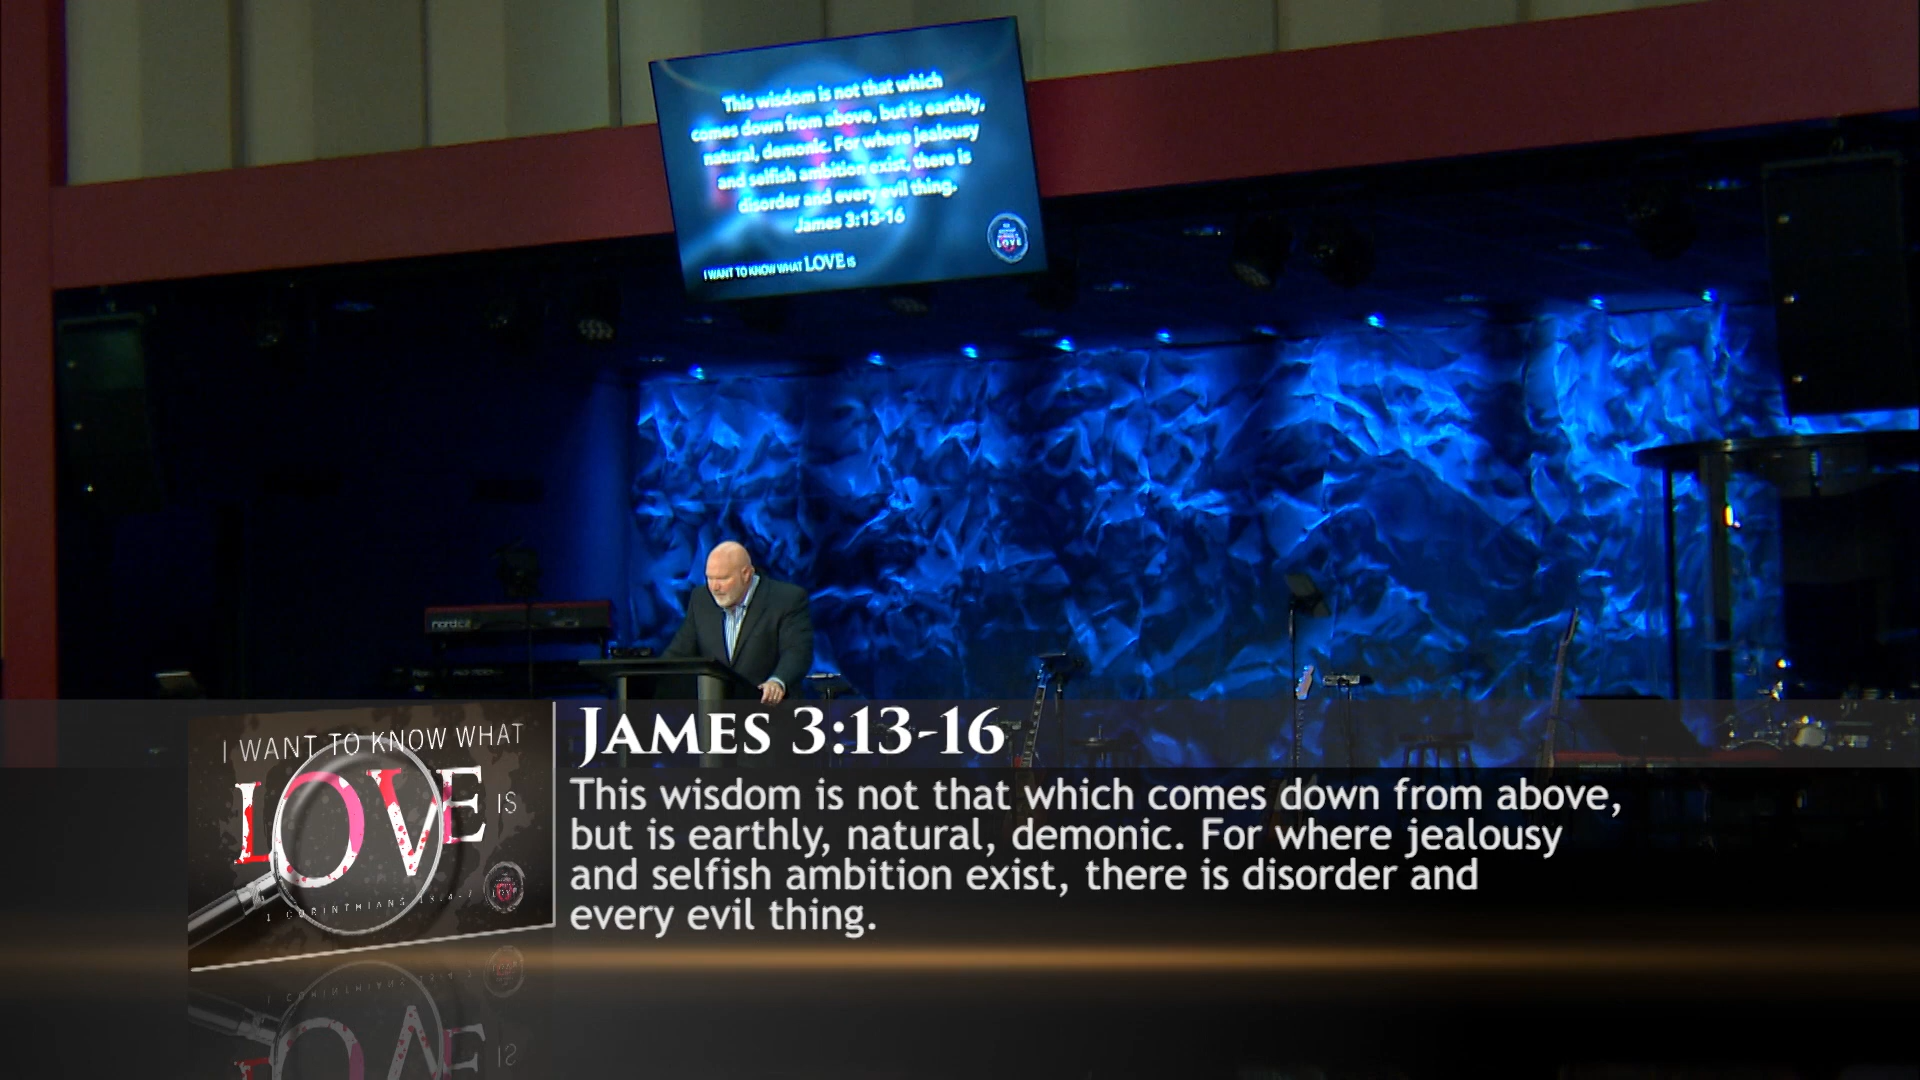 This wisdom is not that which
comes down from above, but is earthly,
natural, demonic. For where jealousy
and selfish ambition exist, there is
disorder and every evil thing.
James 3:13-16
LOVE
I WANT TO KNOW WHAT LOVE IS
nord
JAMES 3:13-16
This wisdom is not that which comes down from above,
but is earthly, natural, demonic. For where jealousy
and selfish ambition exist, there is disorder and
every evil thing.
I WANT TO KNOW WHAT
LOVE IS
1 CORINTHIANS 13:4-7